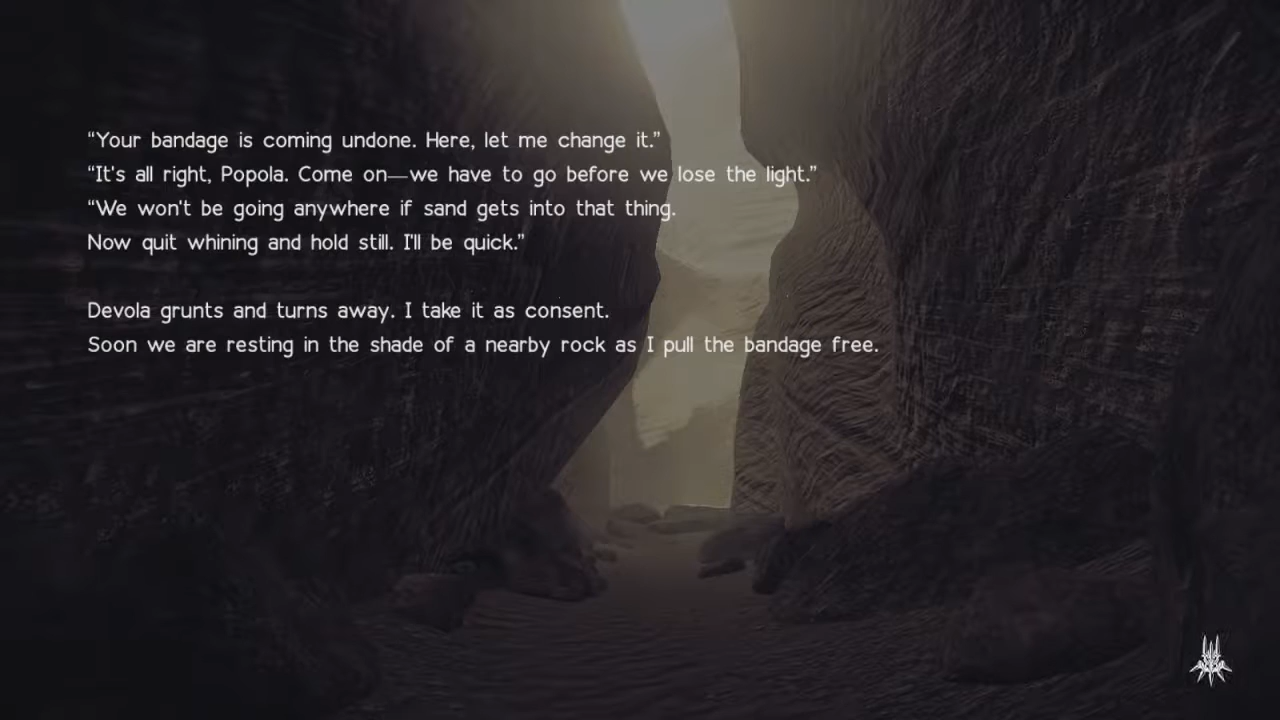 “Your bandage is coming undone. Here, let me change it.”
“It's all right, Popola. Come on—we have to go before we lose the light.”
“We won't be going anywhere if sand gets into that thing.
Now quit whining and hold still. I'll be quick.”
Devola grunts and turns away. I take it as consent.
Soon we are resting in the shade of a nearby rock as I pull the bandage free.